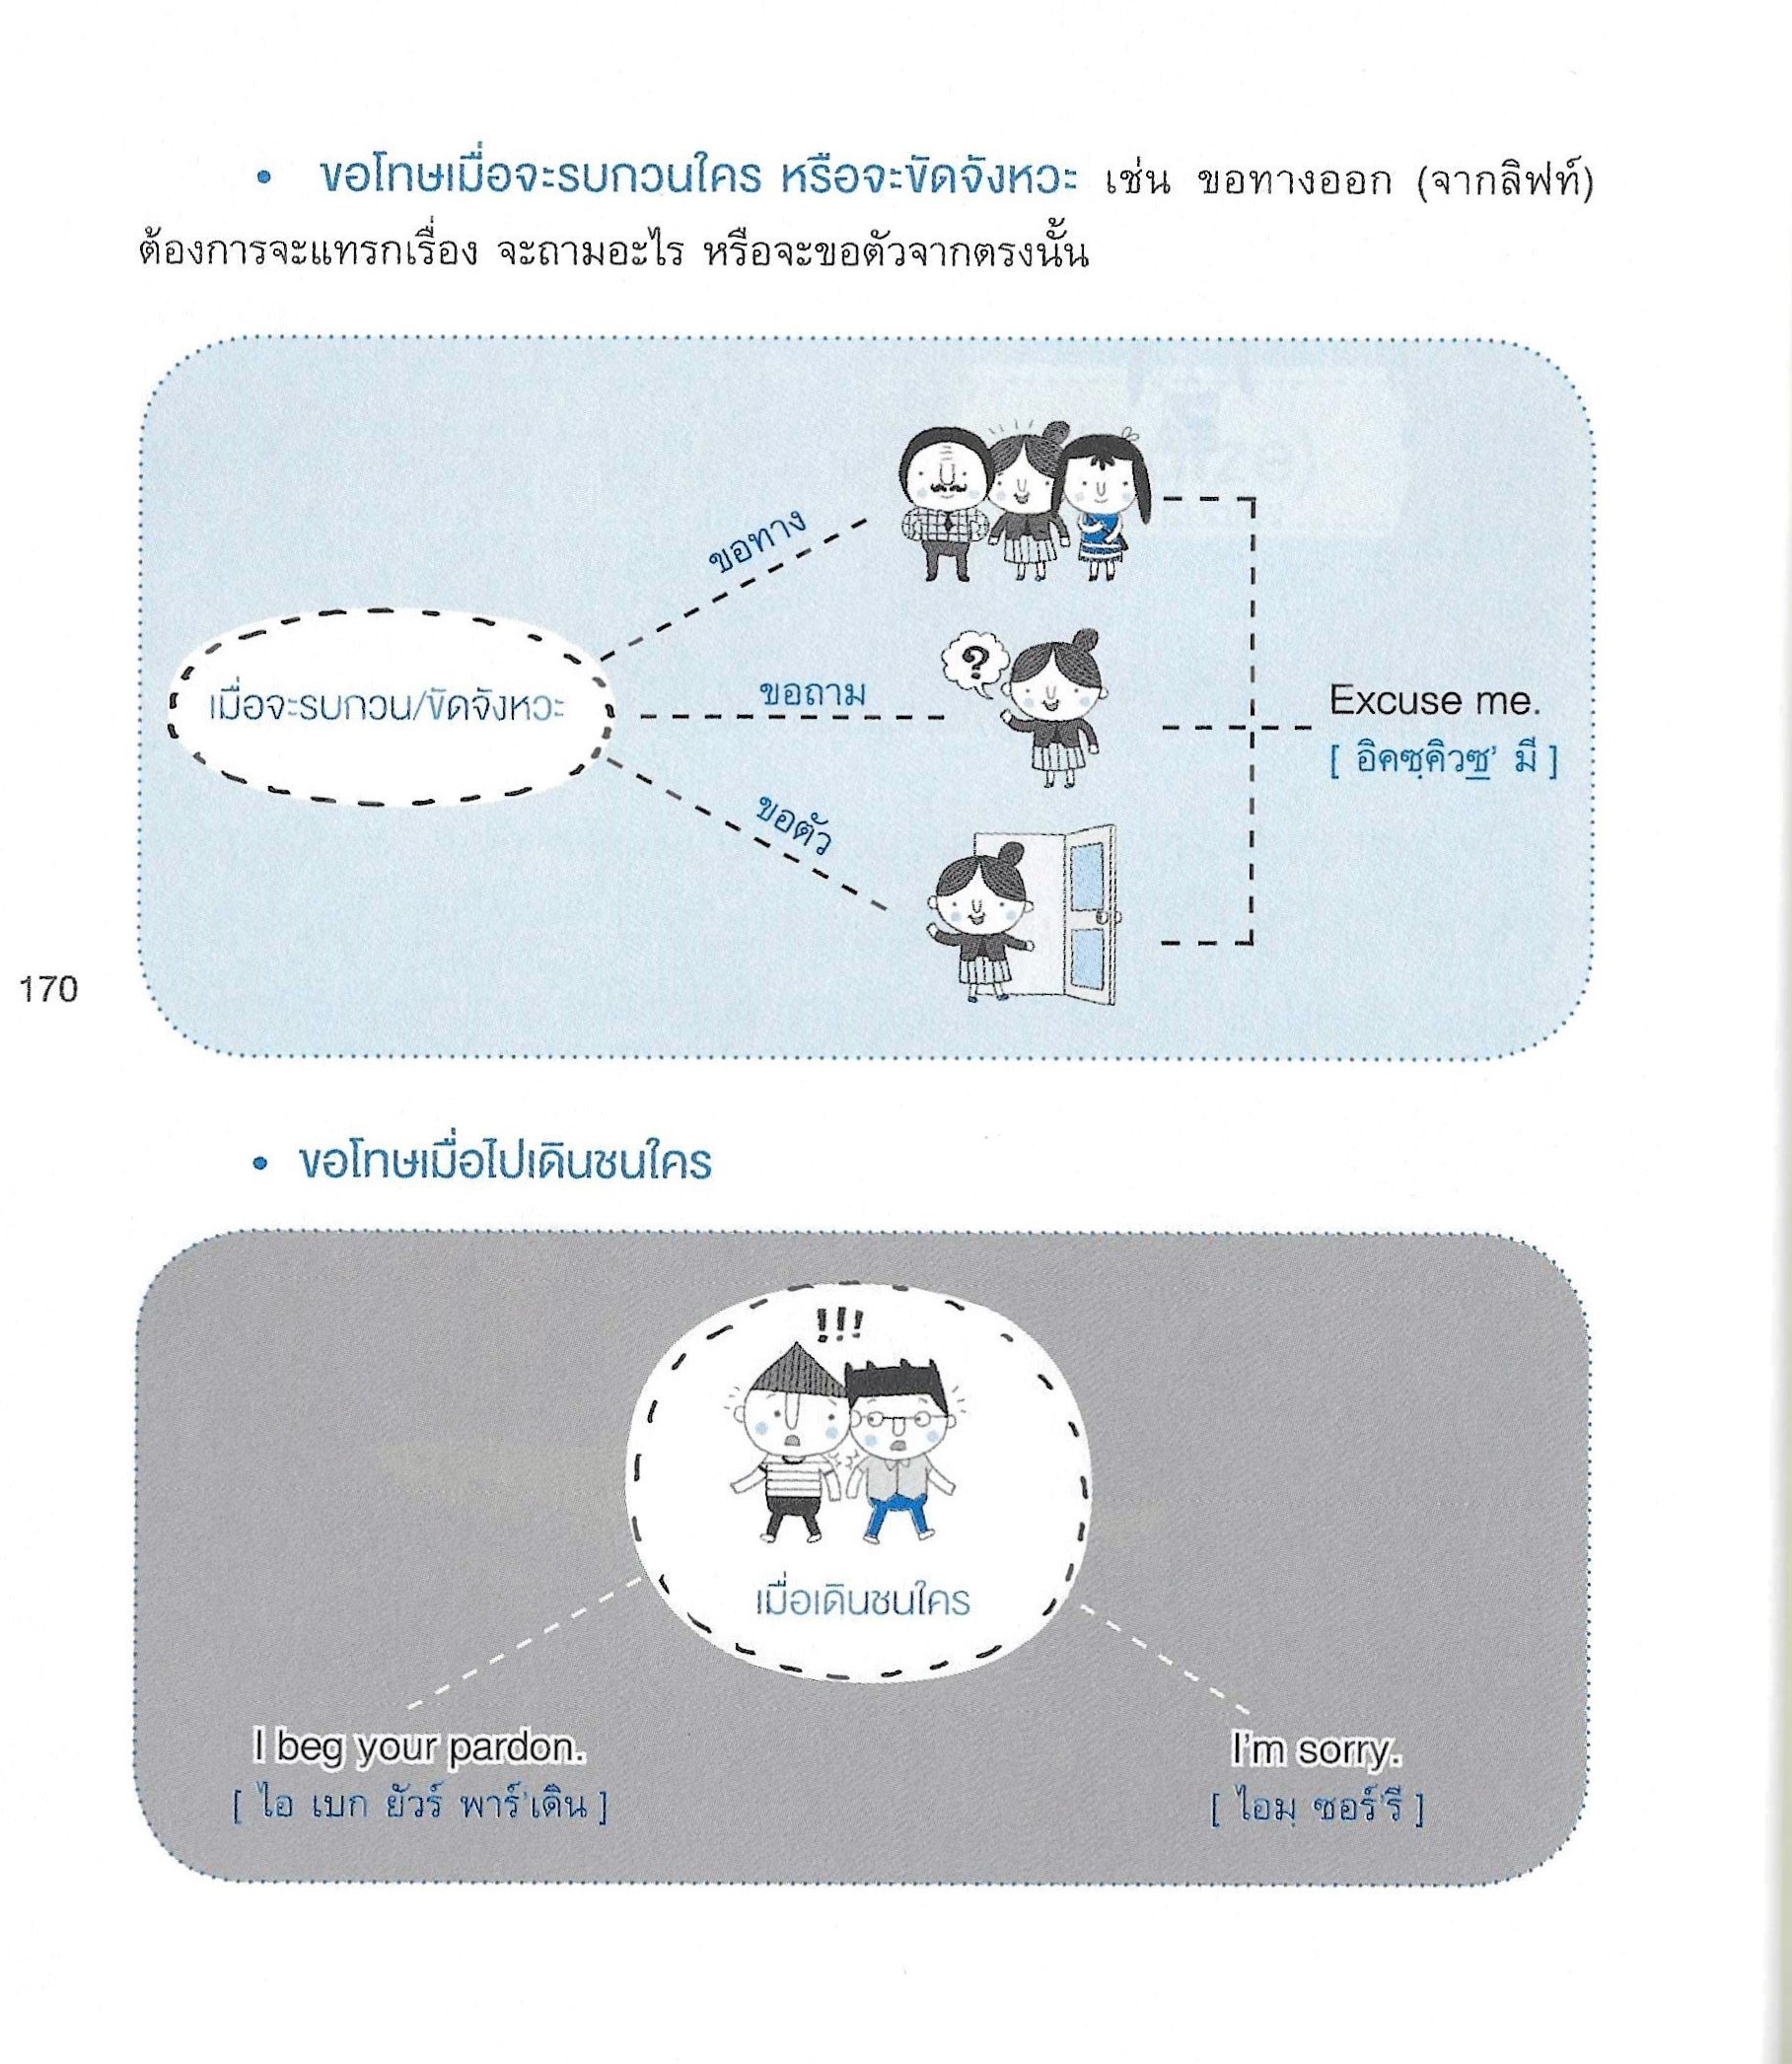 • ขอโทษเมื่อจะรบกวนใคร หรือจะขัดจังหวะ เช่น ขอทางออก (จากลิฟท์)
ต้องการจะแทรกเรื่อง จะถามอะไร หรือจะขอตัวจากตรงนั้น
ขอทาง
?
ขอถาม
เมื่อจะรบกวน/ขัดจังหวะ
Excuse me.
[ อิคซฺคิวซ' มี ]
ขอตัว
170
• ขอโทษเมื่อไปเดินชนใคร
!!!
เมื่อเดินชนใคร
I beg your pardon.
[ ไอ เบก ยัวร์ พาร์'เดิน ]
I'm sorry.
[ ไอมฺ ซอร์'รี ]